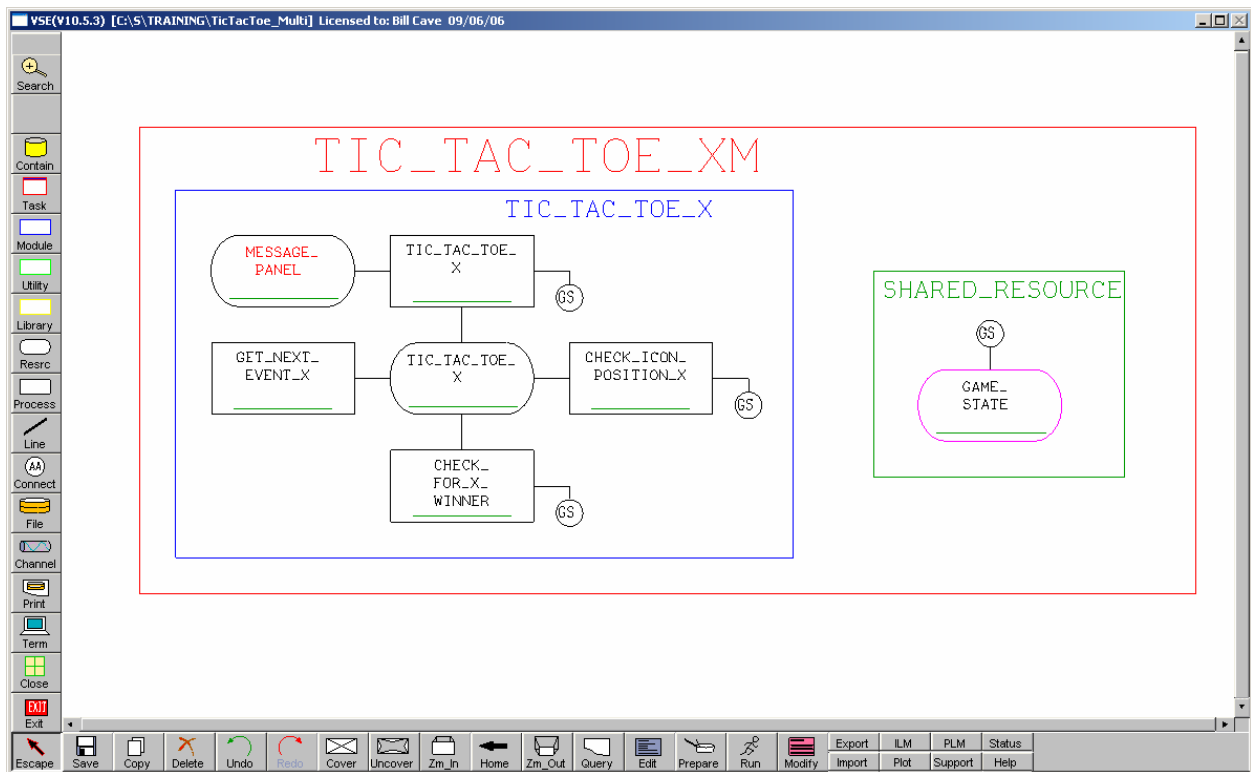 VSE(V10.5.3) [C:\S\TRAINING\TicTacToe_Multi] Licensed to: Bill Cave 09/06/06
Search
Contain
Task
Module
Utility
Library
Resrc
Process
Line
AA
Connect
File
Channel
Print
Term
Close
EXIT
Exit
TIC_TAC_TOE_XM
TIC_TAC_TOE_X
MESSAGE_
PANEL
TIC_TAC_TOE_
X
GS
GET_NEXT_
EVENT_X
TIC_TAC_TOE_
X
CHECK_ICON_
POSITION_X
GS
CHECK_
FOR_X_
WINNER
GS
SHARED_RESOURCE
GS
GAME_
STATE
Escape
Save
Copy
Delete
Undo
Redo
Cover
Uncover
Zm_In
Home
Zm_Out
Query
Edit
Prepare
Run
Modify
Export
ILM
PLM
Status
Import
Plot
Support
Help